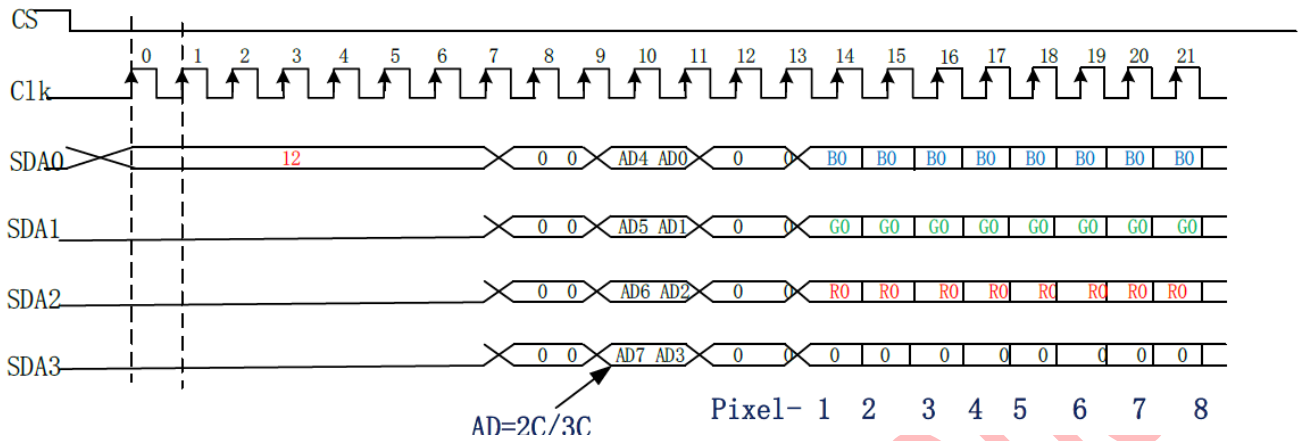 CS
0 1 2 3 4 5 6 7 8 9 10 11 12 13 14 15 16 17 18 19 20 21
Clk
SDA0 12 0 0 AD4 AD0 0 0 B0 B0 B0 B0 B0 B0 B0 B0
SDA1 0 0 AD5 AD1 0 0 G0 G0 G0 G0 G0 G0 G0 G0
SDA2 0 0 AD6 AD2 0 0 R0 R0 R0 R0 R0 R0 R0 R0
SDA3 0 0 AD7 AD3 0 0 0 0 0 0 0 0 0 0
Pixel- 1 2 3 4 5 6 7 8
AD=2C/3C